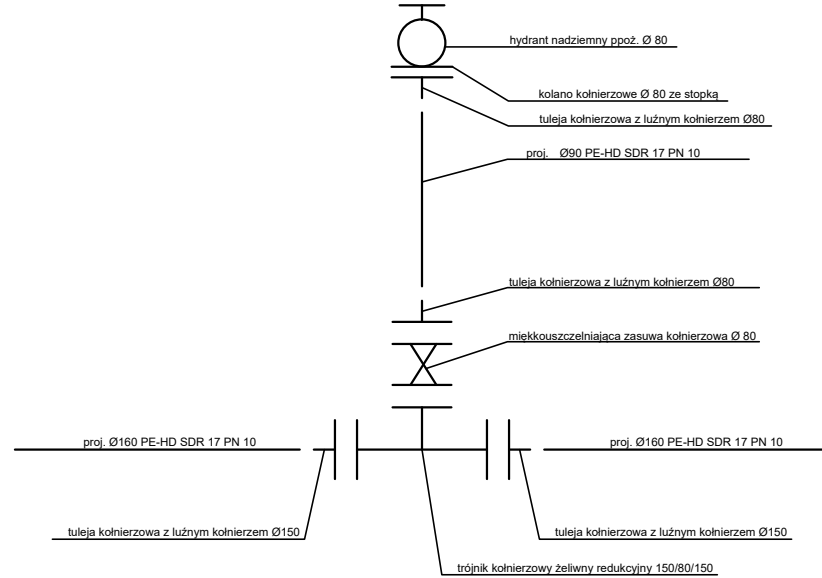 hydrant nadziemny ppoż. Ø 80
kolano kołnierzowe Ø 80 ze stopką
tuleja kołnierzowa z luźnym kołnierzem Ø80
proj. Ø90 PE-HD SDR 17 PN 10
tuleja kołnierzowa z luźnym kołnierzem Ø80
miękkouszczelniająca zasuwa kołnierzowa Ø 80
proj. Ø160 PE-HD SDR 17 PN 10
proj. Ø160 PE-HD SDR 17 PN 10
tuleja kołnierzowa z luźnym kołnierzem Ø150
tuleja kołnierzowa z luźnym kołnierzem Ø150
trójnik kołnierzowy żeliwny redukcyjny 150/80/150